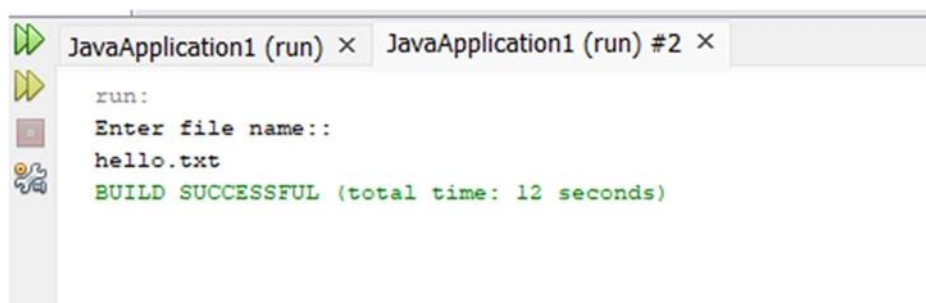 JavaApplication1 (run) × JavaApplication1 (run) #2 ×
run:
Enter file name::
hello.txt
BUILD SUCCESSFUL (total time: 12 seconds)